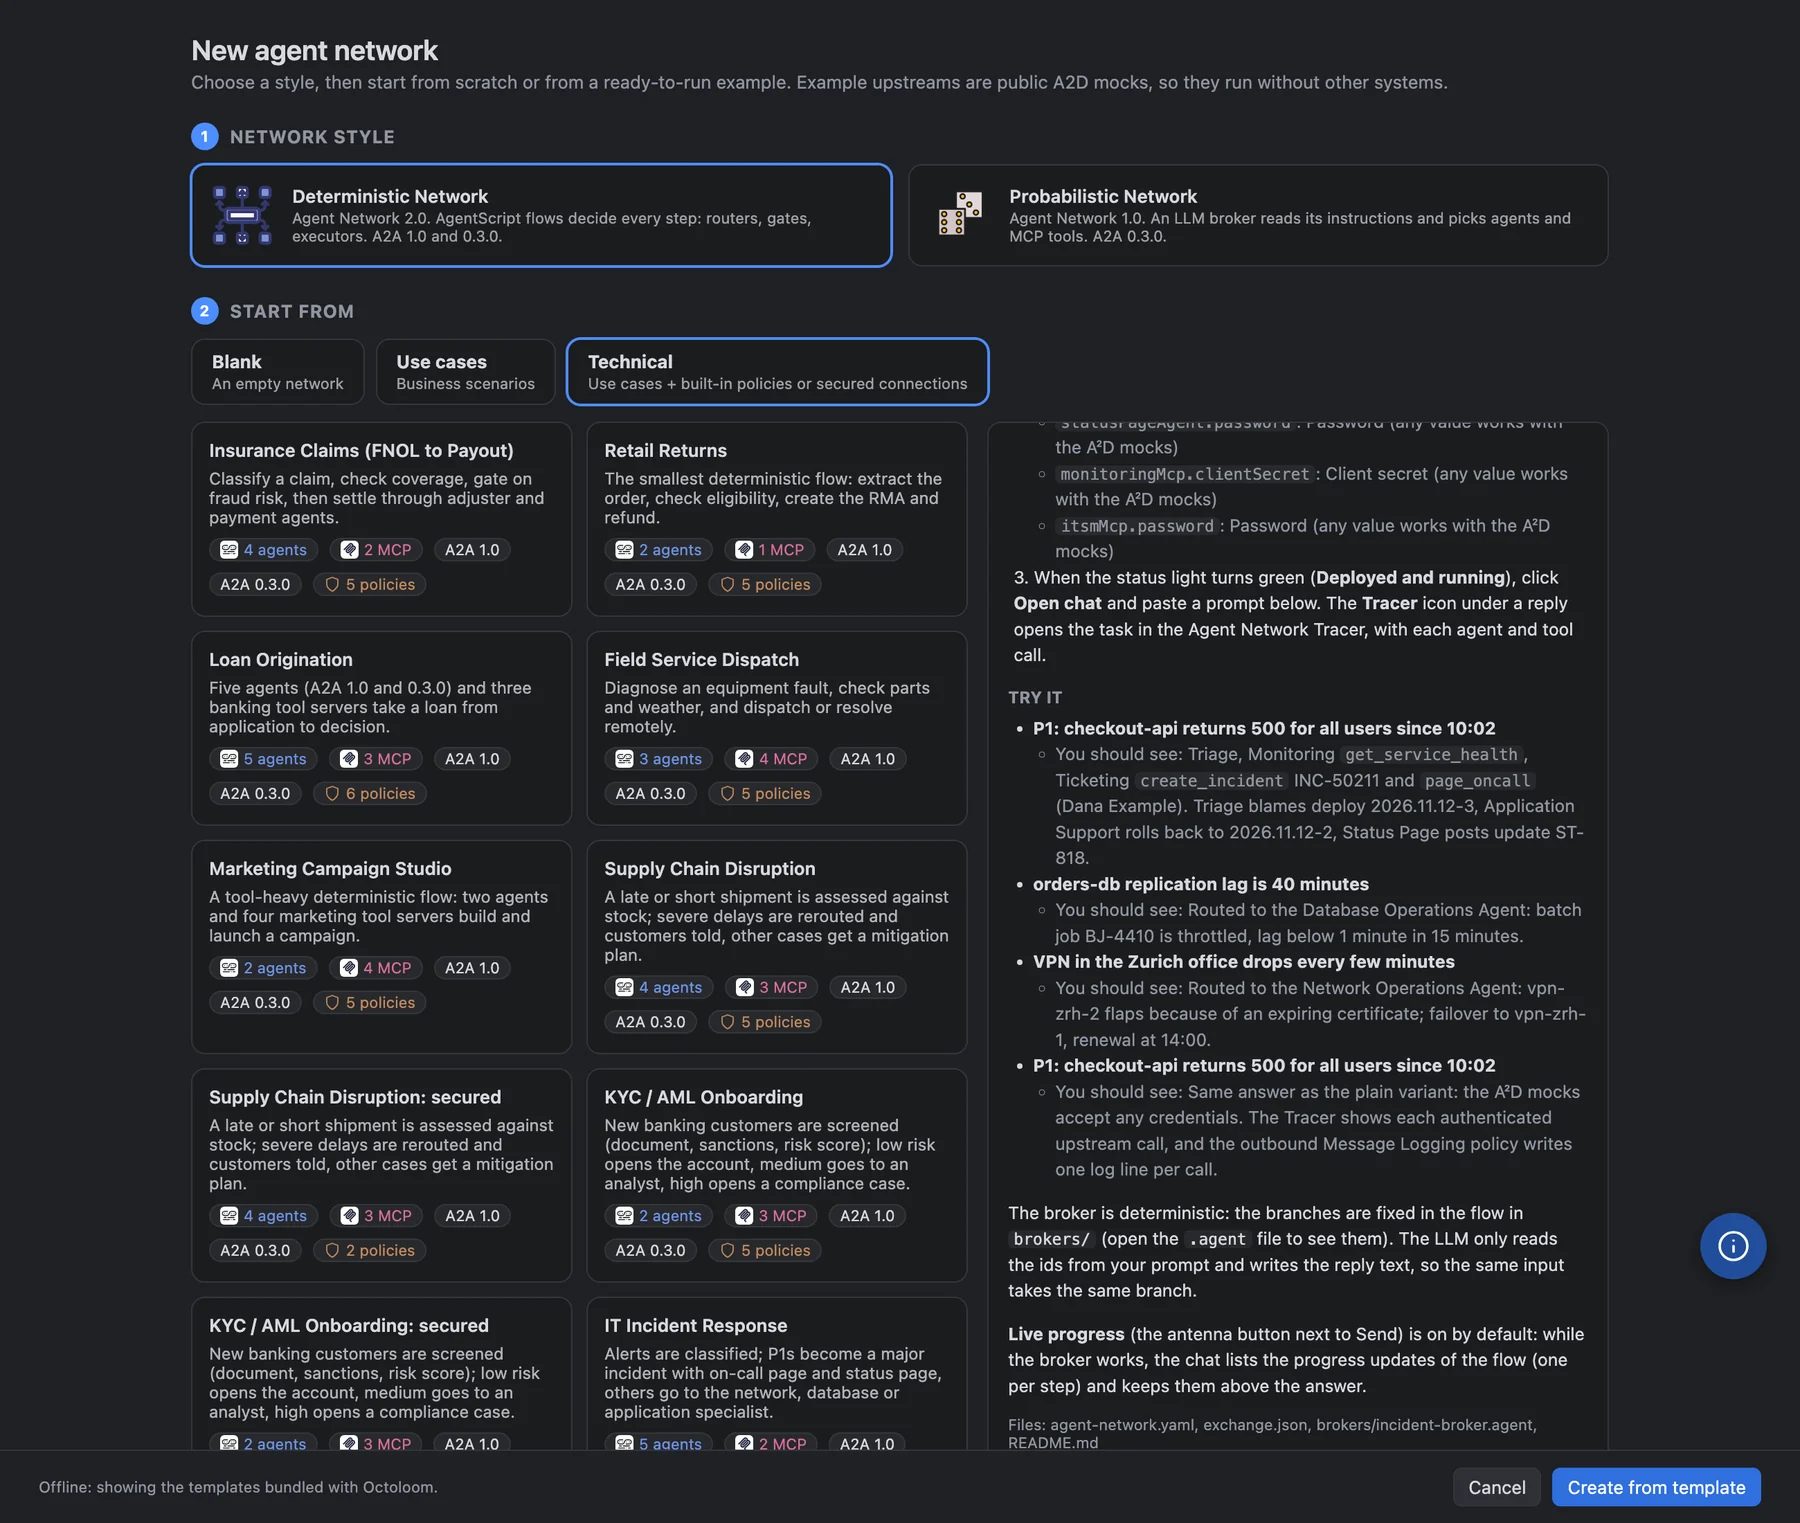 New agent network
Choose a style, then start from scratch or from a ready-to-run example. Example upstreams are public A2D mocks, so they run without other systems.
1 NETWORK STYLE
Deterministic Network
Agent Network 2.0. AgentScript flows decide every step: routers, gates,
executors. A2A 1.0 and 0.3.0.
Probabilistic Network
Agent Network 1.0. An LLM broker reads its instructions and picks agents and
MCP tools. A2A 0.3.0.
2 START FROM
Blank
An empty network
Use cases
Business scenarios
Technical
Use cases + built-in policies or secured connections
Insurance Claims (FNOL to Payout)
Classify a claim, check coverage, gate on
fraud risk, then settle through adjuster and
payment agents.
4 agents 2 MCP A2A 1.0
A2A 0.3.0 5 policies
Retail Returns
The smallest deterministic flow: extract the
order, check eligibility, create the RMA and
refund.
2 agents 1 MCP A2A 1.0
A2A 0.3.0 5 policies
Loan Origination
Five agents (A2A 1.0 and 0.3.0) and three
banking tool servers take a loan from
application to decision.
5 agents 3 MCP A2A 1.0
A2A 0.3.0 6 policies
Field Service Dispatch
Diagnose an equipment fault, check parts
and weather, and dispatch or resolve
remotely.
3 agents 4 MCP A2A 1.0
A2A 0.3.0 5 policies
Marketing Campaign Studio
A tool-heavy deterministic flow: two agents
and four marketing tool servers build and
launch a campaign.
2 agents 4 MCP A2A 1.0
A2A 0.3.0 5 policies
Supply Chain Disruption
A late or short shipment is assessed against
stock; severe delays are rerouted and
customers told, other cases get a mitigation
plan.
4 agents 3 MCP A2A 1.0
A2A 0.3.0 5 policies
Supply Chain Disruption: secured
A late or short shipment is assessed against
stock; severe delays are rerouted and
customers told, other cases get a mitigation
plan.
4 agents 3 MCP A2A 1.0
A2A 0.3.0 2 policies
KYC / AML Onboarding
New banking customers are screened
(document, sanctions, risk score); low risk
opens the account, medium goes to an
analyst, high opens a compliance case.
2 agents 3 MCP A2A 1.0
A2A 0.3.0 5 policies
KYC / AML Onboarding: secured
New banking customers are screened
(document, sanctions, risk score); low risk
opens the account, medium goes to an
analyst, high opens a compliance case.
2 agents 3 MCP A2A 1.0
IT Incident Response
Alerts are classified; P1s become a major
incident with on-call page and status page,
others go to the network, database or
application specialist.
5 agents 2 MCP A2A 1.0
statusPageAgent.password : Password (any value works with
the A²D mocks)
monitoringMcp.clientSecret : Client secret (any value works
with the A²D mocks)
itsmMcp.password : Password (any value works with the A²D
mocks)
3. When the status light turns green (Deployed and running), click
Open chat and paste a prompt below. The Tracer icon under a reply
opens the task in the Agent Network Tracer, with each agent and tool
call.
TRY IT
• P1: checkout-api returns 500 for all users since 10:02
You should see: Triage, Monitoring get_service_health ,
Ticketing create_incident INC-50211 and page_oncall
(Dana Example). Triage blames deploy 2026.11.12-3, Application
Support rolls back to 2026.11.12-2, Status Page posts update ST-
818.
• orders-db replication lag is 40 minutes
You should see: Routed to the Database Operations Agent: batch
job BJ-4410 is throttled, lag below 1 minute in 15 minutes.
• VPN in the Zurich office drops every few minutes
You should see: Routed to the Network Operations Agent: vpn-
zrh-2 flaps because of an expiring certificate; failover to vpn-zrh-
1, renewal at 14:00.
• P1: checkout-api returns 500 for all users since 10:02
You should see: Same answer as the plain variant: the A²D mocks
accept any credentials. The Tracer shows each authenticated
upstream call, and the outbound Message Logging policy writes
one log line per call.
The broker is deterministic: the branches are fixed in the flow in
brokers/ (open the .agent file to see them). The LLM only reads
the ids from your prompt and writes the reply text, so the same input
takes the same branch.
Live progress (the antenna button next to Send) is on by default: while
the broker works, the chat lists the progress updates of the flow (one
per step) and keeps them above the answer.
Files: agent-network.yaml, exchange.json, brokers/incident-broker.agent,
README.md
Offline: showing the templates bundled with Octoloom.
Cancel
Create from template